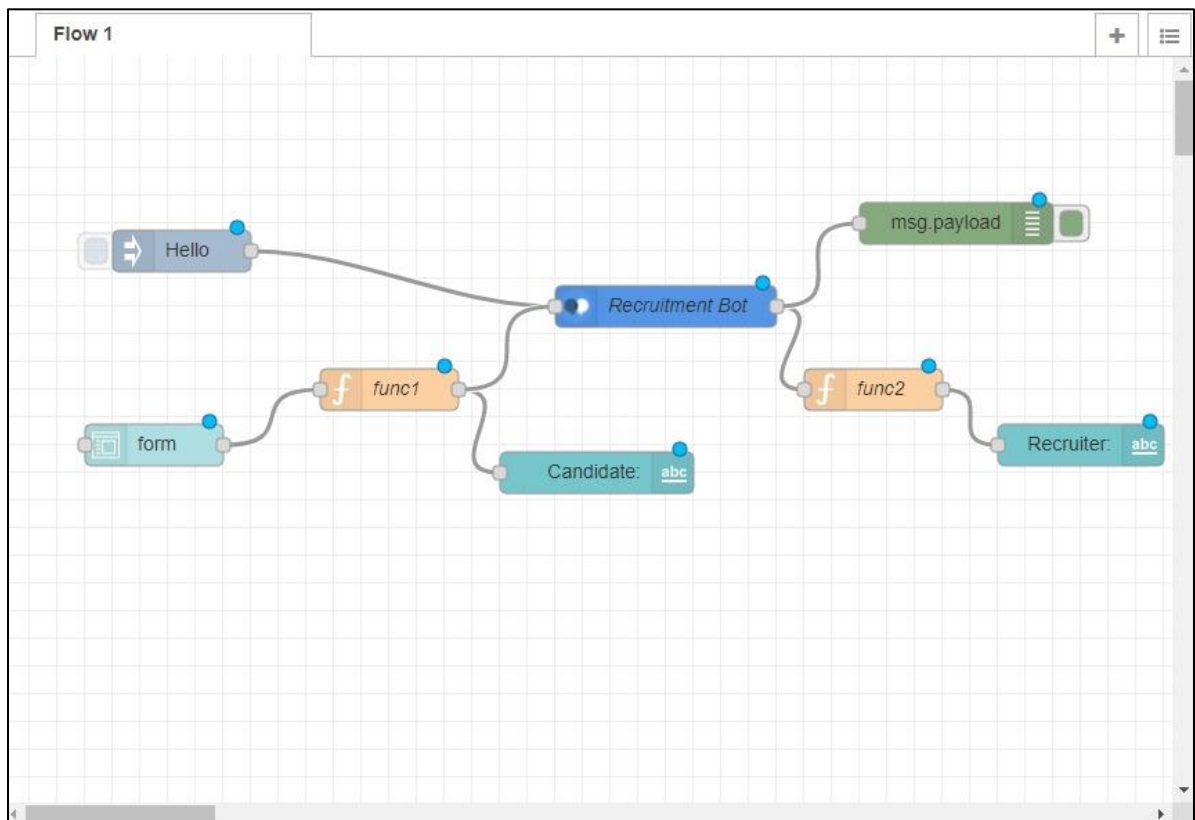 Flow 1
msg.payload
Hello
Recruitment Bot
func1
func2
form
Recruiter: abc
Candidate: abc